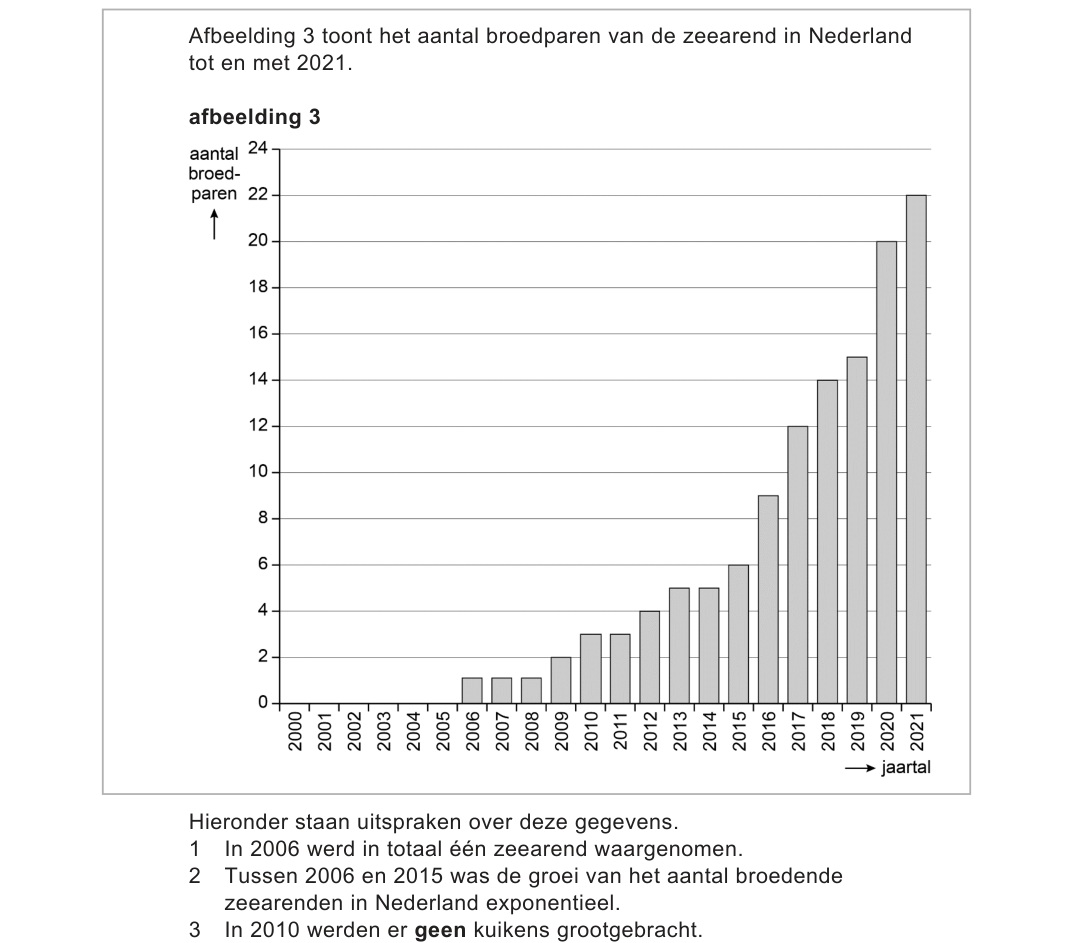 Afbeelding 3 toont het aantal broedparen van de zeearend in Nederland
tot en met 2021.
afbeelding 3
aantal
broed-
paren
24
22
20
18
16
14
12
10
8
6
4
2
0
2000
2001
2002
2003
2004
2005
2006
2007
2008
2009
2010
2011
2012
2013
2014
2015
2016
2017
2018
2019
2020
2021
jaartal
Hieronder staan uitspraken over deze gegevens.
1 In 2006 werd in totaal één zeearend waargenomen.
2 Tussen 2006 en 2015 was de groei van het aantal broedende
zeearenden in Nederland exponentieel.
3 In 2010 werden er geen kuikens grootgebracht.